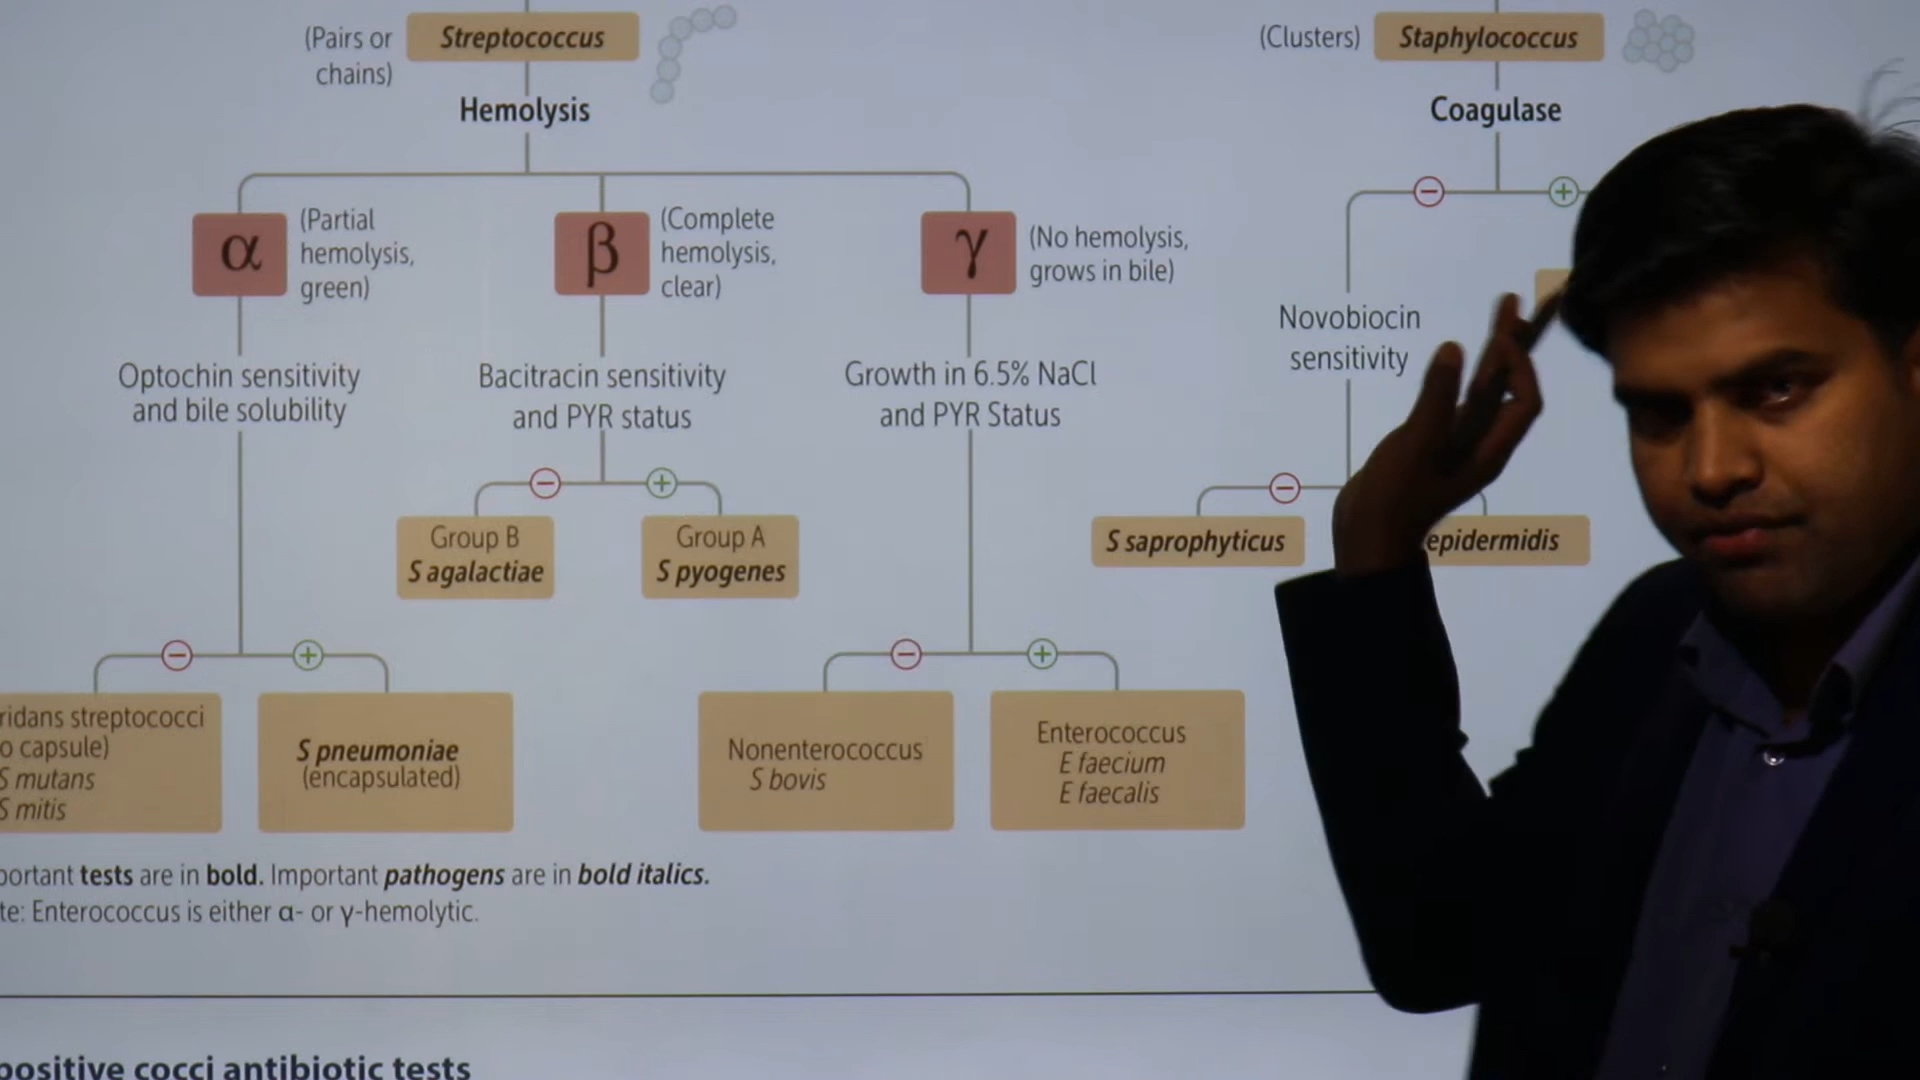 (Pairs or
chains)
Streptococcus
(Clusters)
Staphylococcus
Hemolysis
Coagulase
α
(Partial
hemolysis,
green)
β
(Complete
hemolysis,
clear)
γ
(No hemolysis,
grows in bile)
Optochin sensitivity
and bile solubility
Bacitracin sensitivity
and PYR status
Growth in 6.5% NaCl
and PYR Status
Novobiocin
sensitivity
Group B
S agalactiae
Group A
S pyogenes
S saprophyticus
epidermidis
ridans streptococci
o capsule)
S mutans
S mitis
S pneumoniae
(encapsulated)
Nonenterococcus
S bovis
Enterococcus
E faecium
E faecalis
portant tests are in bold. Important pathogens are in bold italics.
te: Enterococcus is either α- or γ-hemolytic.
positive cocci antibiotic tests